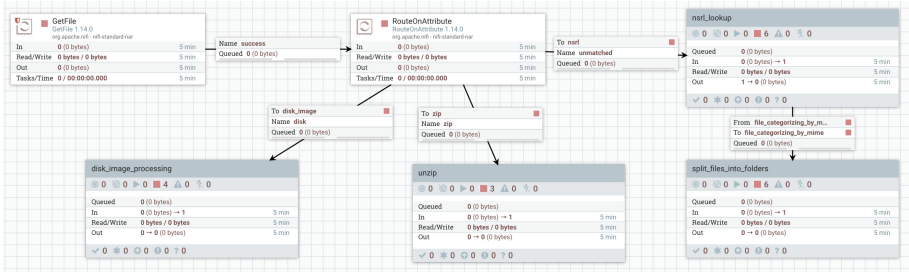 GetFile
GetFile 1.14.0
org.apache.nifi - nifi-standard-nar
In 0 (0 bytes) 5 min
Read/Write 0 bytes / 0 bytes 5 min
Out 0 (0 bytes) 5 min
Tasks/Time 0 / 00:00:00.000 5 min
Name success
Queued 0 (0 bytes)
RouteOnAttribute
RouteOnAttribute 1.14.0
org.apache.nifi - nifi-standard-nar
In 0 (0 bytes) 5 min
Read/Write 0 bytes / 0 bytes 5 min
Out 0 (0 bytes) 5 min
Tasks/Time 0 / 00:00:00.000 5 min
To nsrl
Name unmatched
Queued 0 (0 bytes)
nsrl_lookup
0 0 0 6 0 0
Queued 0 (0 bytes)
In 0 (0 bytes) → 1 5 min
Read/Write 0 bytes / 0 bytes 5 min
Out 1 → 0 (0 bytes) 5 min
0 0 0 0 ? 0
To disk_image
Name disk
Queued 0 (0 bytes)
To zip
Name zip
Queued 0 (0 bytes)
From file_categorizing_by_m...
To file_categorizing_by_mime
Queued 0 (0 bytes)
disk_image_processing
0 0 0 4 0 0
Queued 0 (0 bytes)
In 0 (0 bytes) → 1 5 min
Read/Write 0 bytes / 0 bytes 5 min
Out 0 → 0 (0 bytes) 5 min
0 0 0 0 ? 0
unzip
0 0 0 3 0 0
Queued 0 (0 bytes)
In 0 (0 bytes) → 1 5 min
Read/Write 0 bytes / 0 bytes 5 min
Out 0 → 0 (0 bytes) 5 min
0 0 0 0 ? 0
split_files_into_folders
0 0 0 6 0 0
Queued 0 (0 bytes)
In 0 (0 bytes) → 1 5 min
Read/Write 0 bytes / 0 bytes 5 min
Out 0 → 0 (0 bytes) 5 min
0 0 0 0 ? 0